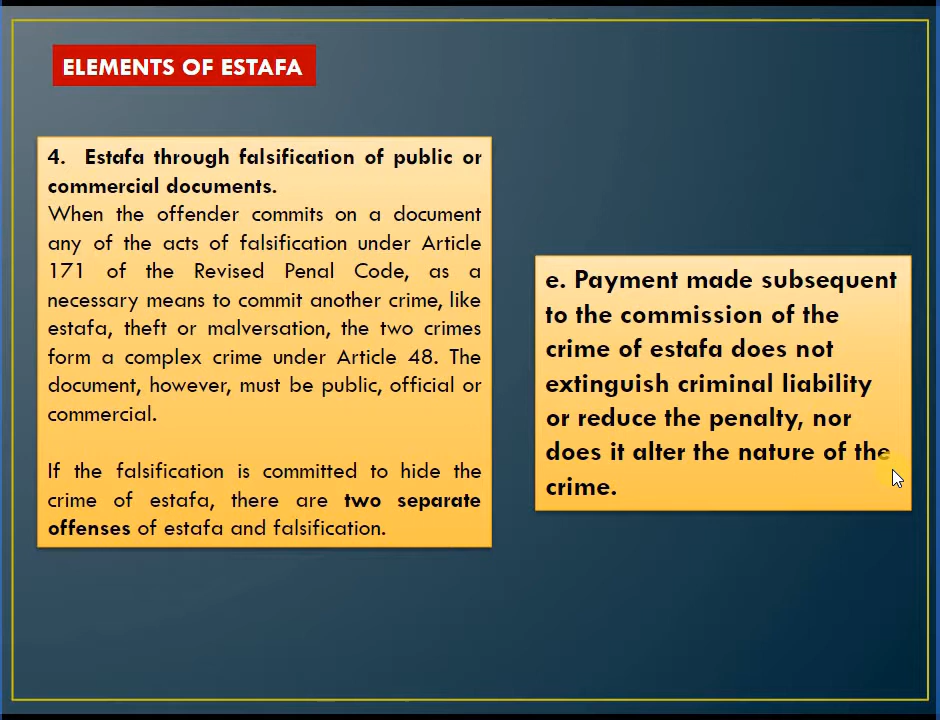 ELEMENTS OF ESTAFA
4. Estafa through falsification of public or
commercial documents.
When the offender commits on a document
any of the acts of falsification under Article
171 of the Revised Penal Code, as a
necessary means to commit another crime, like
estafa, theft or malversation, the two crimes
form a complex crime under Article 48. The
document, however, must be public, official or
commercial.
If the falsification is committed to hide the
crime of estafa, there are two separate
offenses of estafa and falsification.
e. Payment made subsequent
to the commission of the
crime of estafa does not
extinguish criminal liability
or reduce the penalty, nor
does it alter the nature of the
crime.